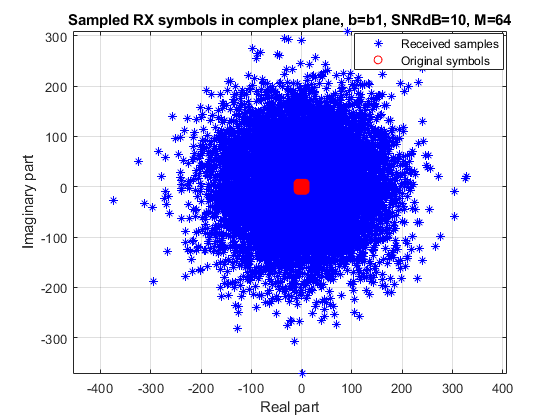 Sampled RX symbols in complex plane, b=b1, SNRdB=10, M=64
Received samples
Original symbols
300
200
100
0
-100
-200
-300
Imaginary part
-400 -300 -200 -100 0 100 200 300 400
Real part